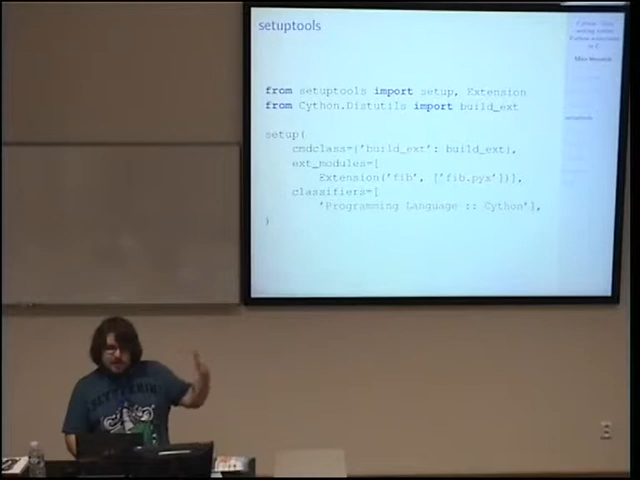 setuptools
from setuptools import setup, Extension
from Cython.Distutils import build_ext
setup(
cmdclass={'build_ext': build_ext},
ext_modules=[
Extension('fib', ['fib.pyx'])],
classifiers=[
'Programming Language :: Cython'],
)
setuptools